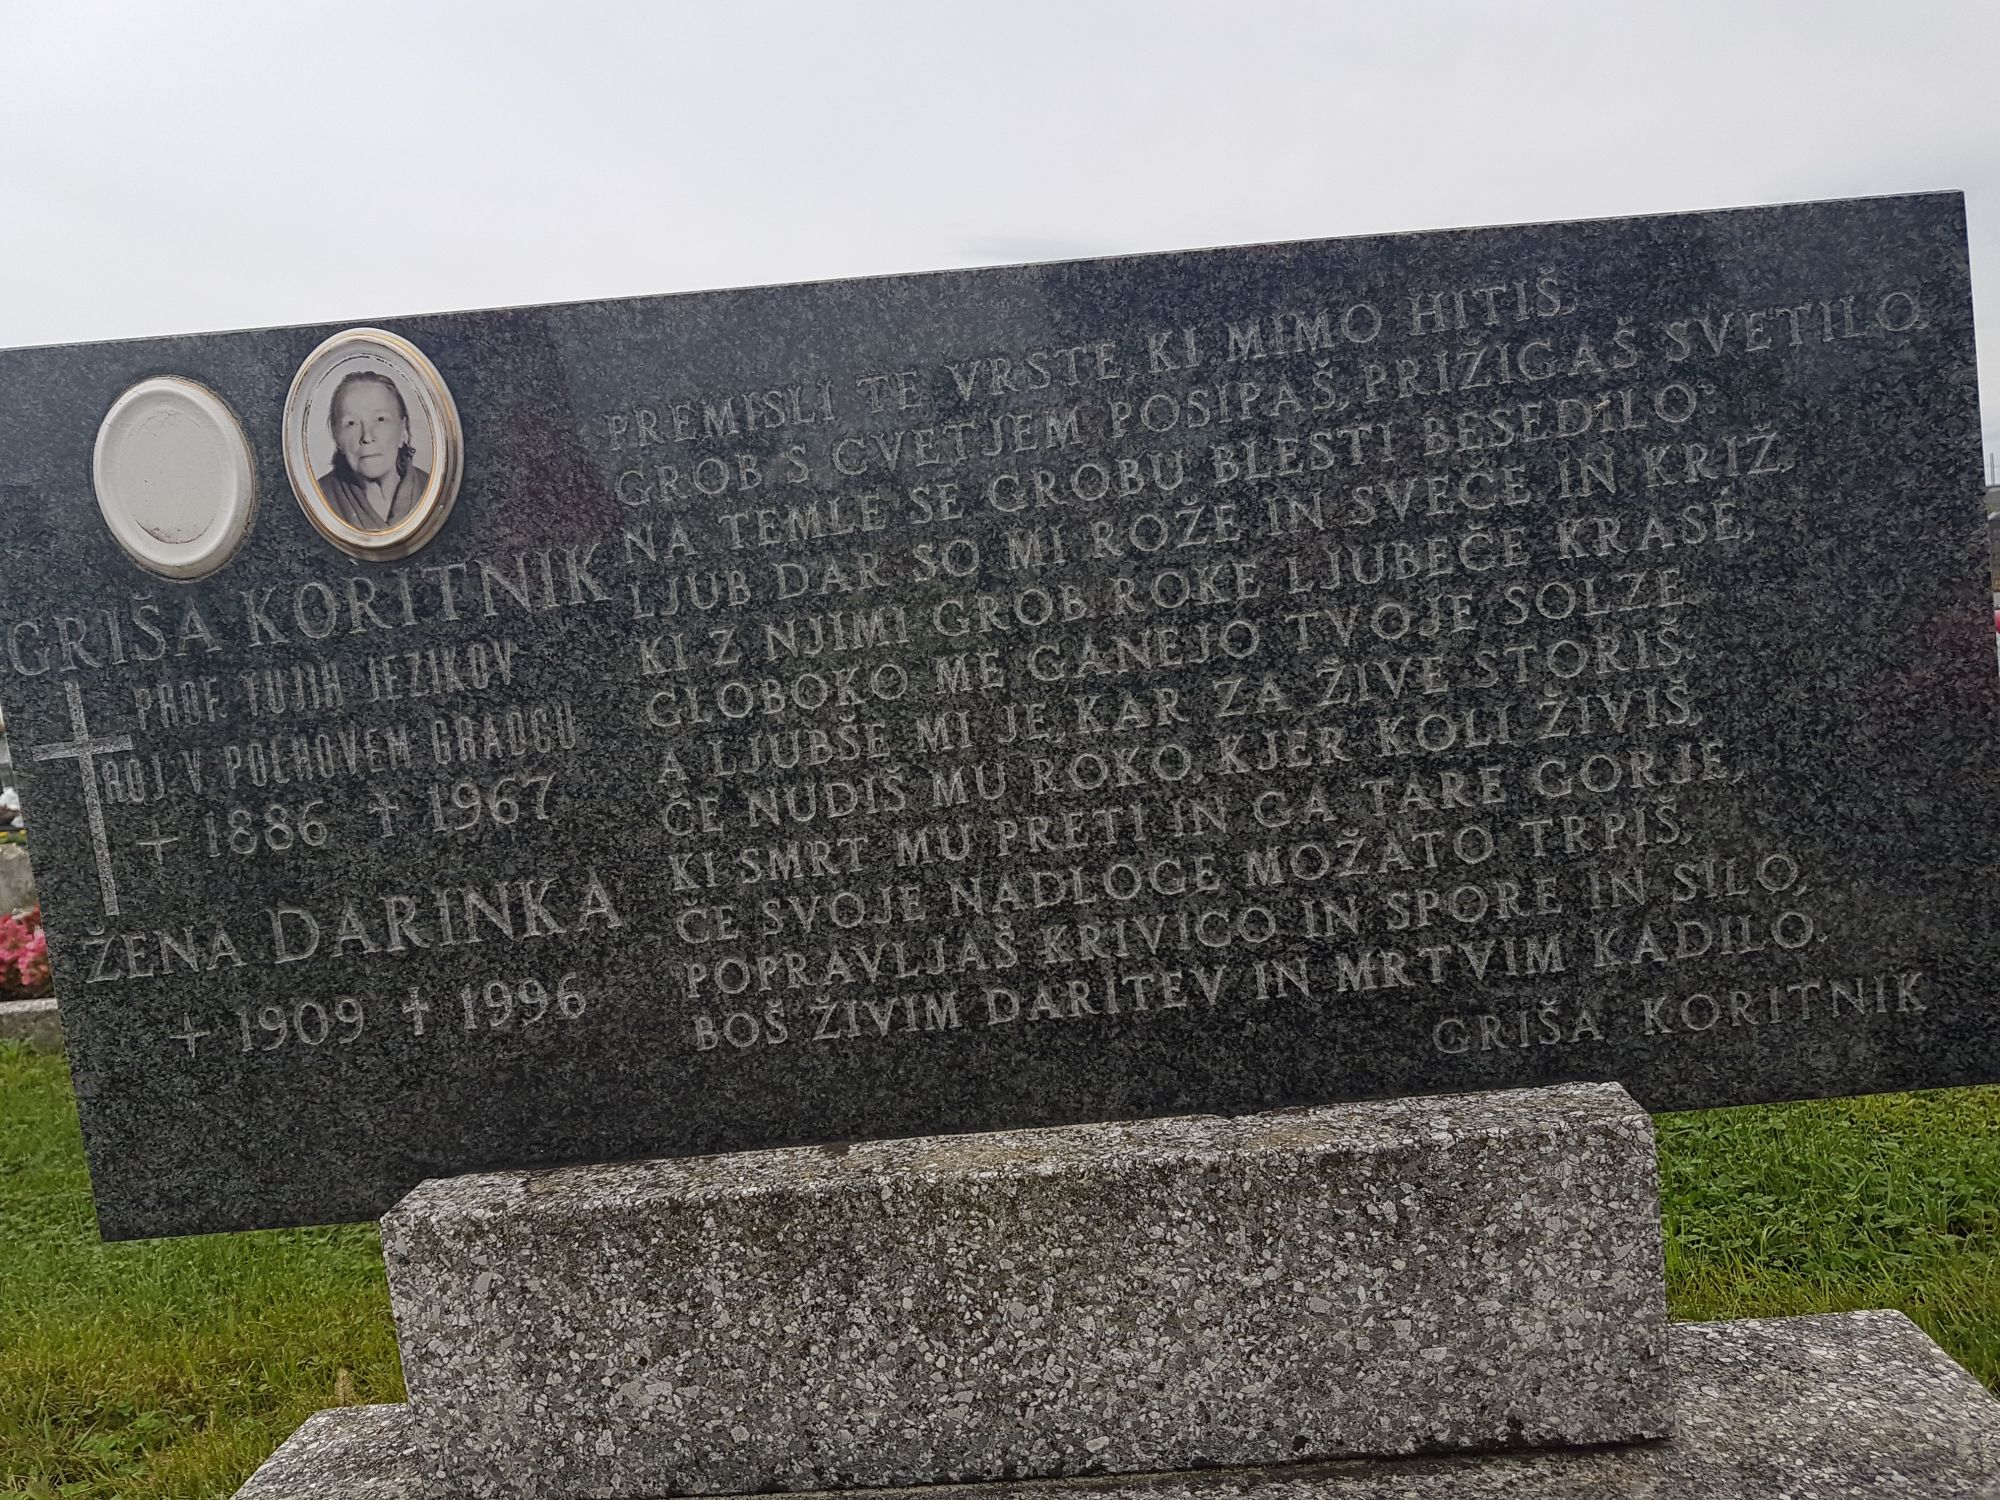 GRIŠA KORITNIK
PROF. TUJIH JEZIKOV
ROJ. V POLHOVEM GRADCU
1886 † 1967
ŽENA DARINKA
1909 † 1996
PREMISLI TE VRSTE, KI MIMO HITIŠ,
GROB S CVETJEM POSIPAŠ, PRIŽIGAŠ SVETILO,
NA TEMLE SE GROBU BLESTI BESEDILO:
LJUB DAR SO MI ROŽE IN SVEČE IN KRIŽ,
KI Z NJIMI GROB ROKE LJUBEČE KRASÉ,
GLOBOKO ME GANEJO TVOJE SOLZE
A LJUBŠE MI JE, KAR ZA ŽIVE STORIŠ:
ČE NUDIŠ MU ROKO, KJER KOLI ŽIVIŠ,
KI SMRT MU PRETI IN GA TARE GORJE,
ČE SVOJE NADLOGE MOŽATO TRPIŠ,
POPRAVLJAŠ KRIVICO IN SPORE IN SILO,
BOŠ ŽIVIM DARITEV IN MRTVIM KADILO.
GRIŠA KORITNIK